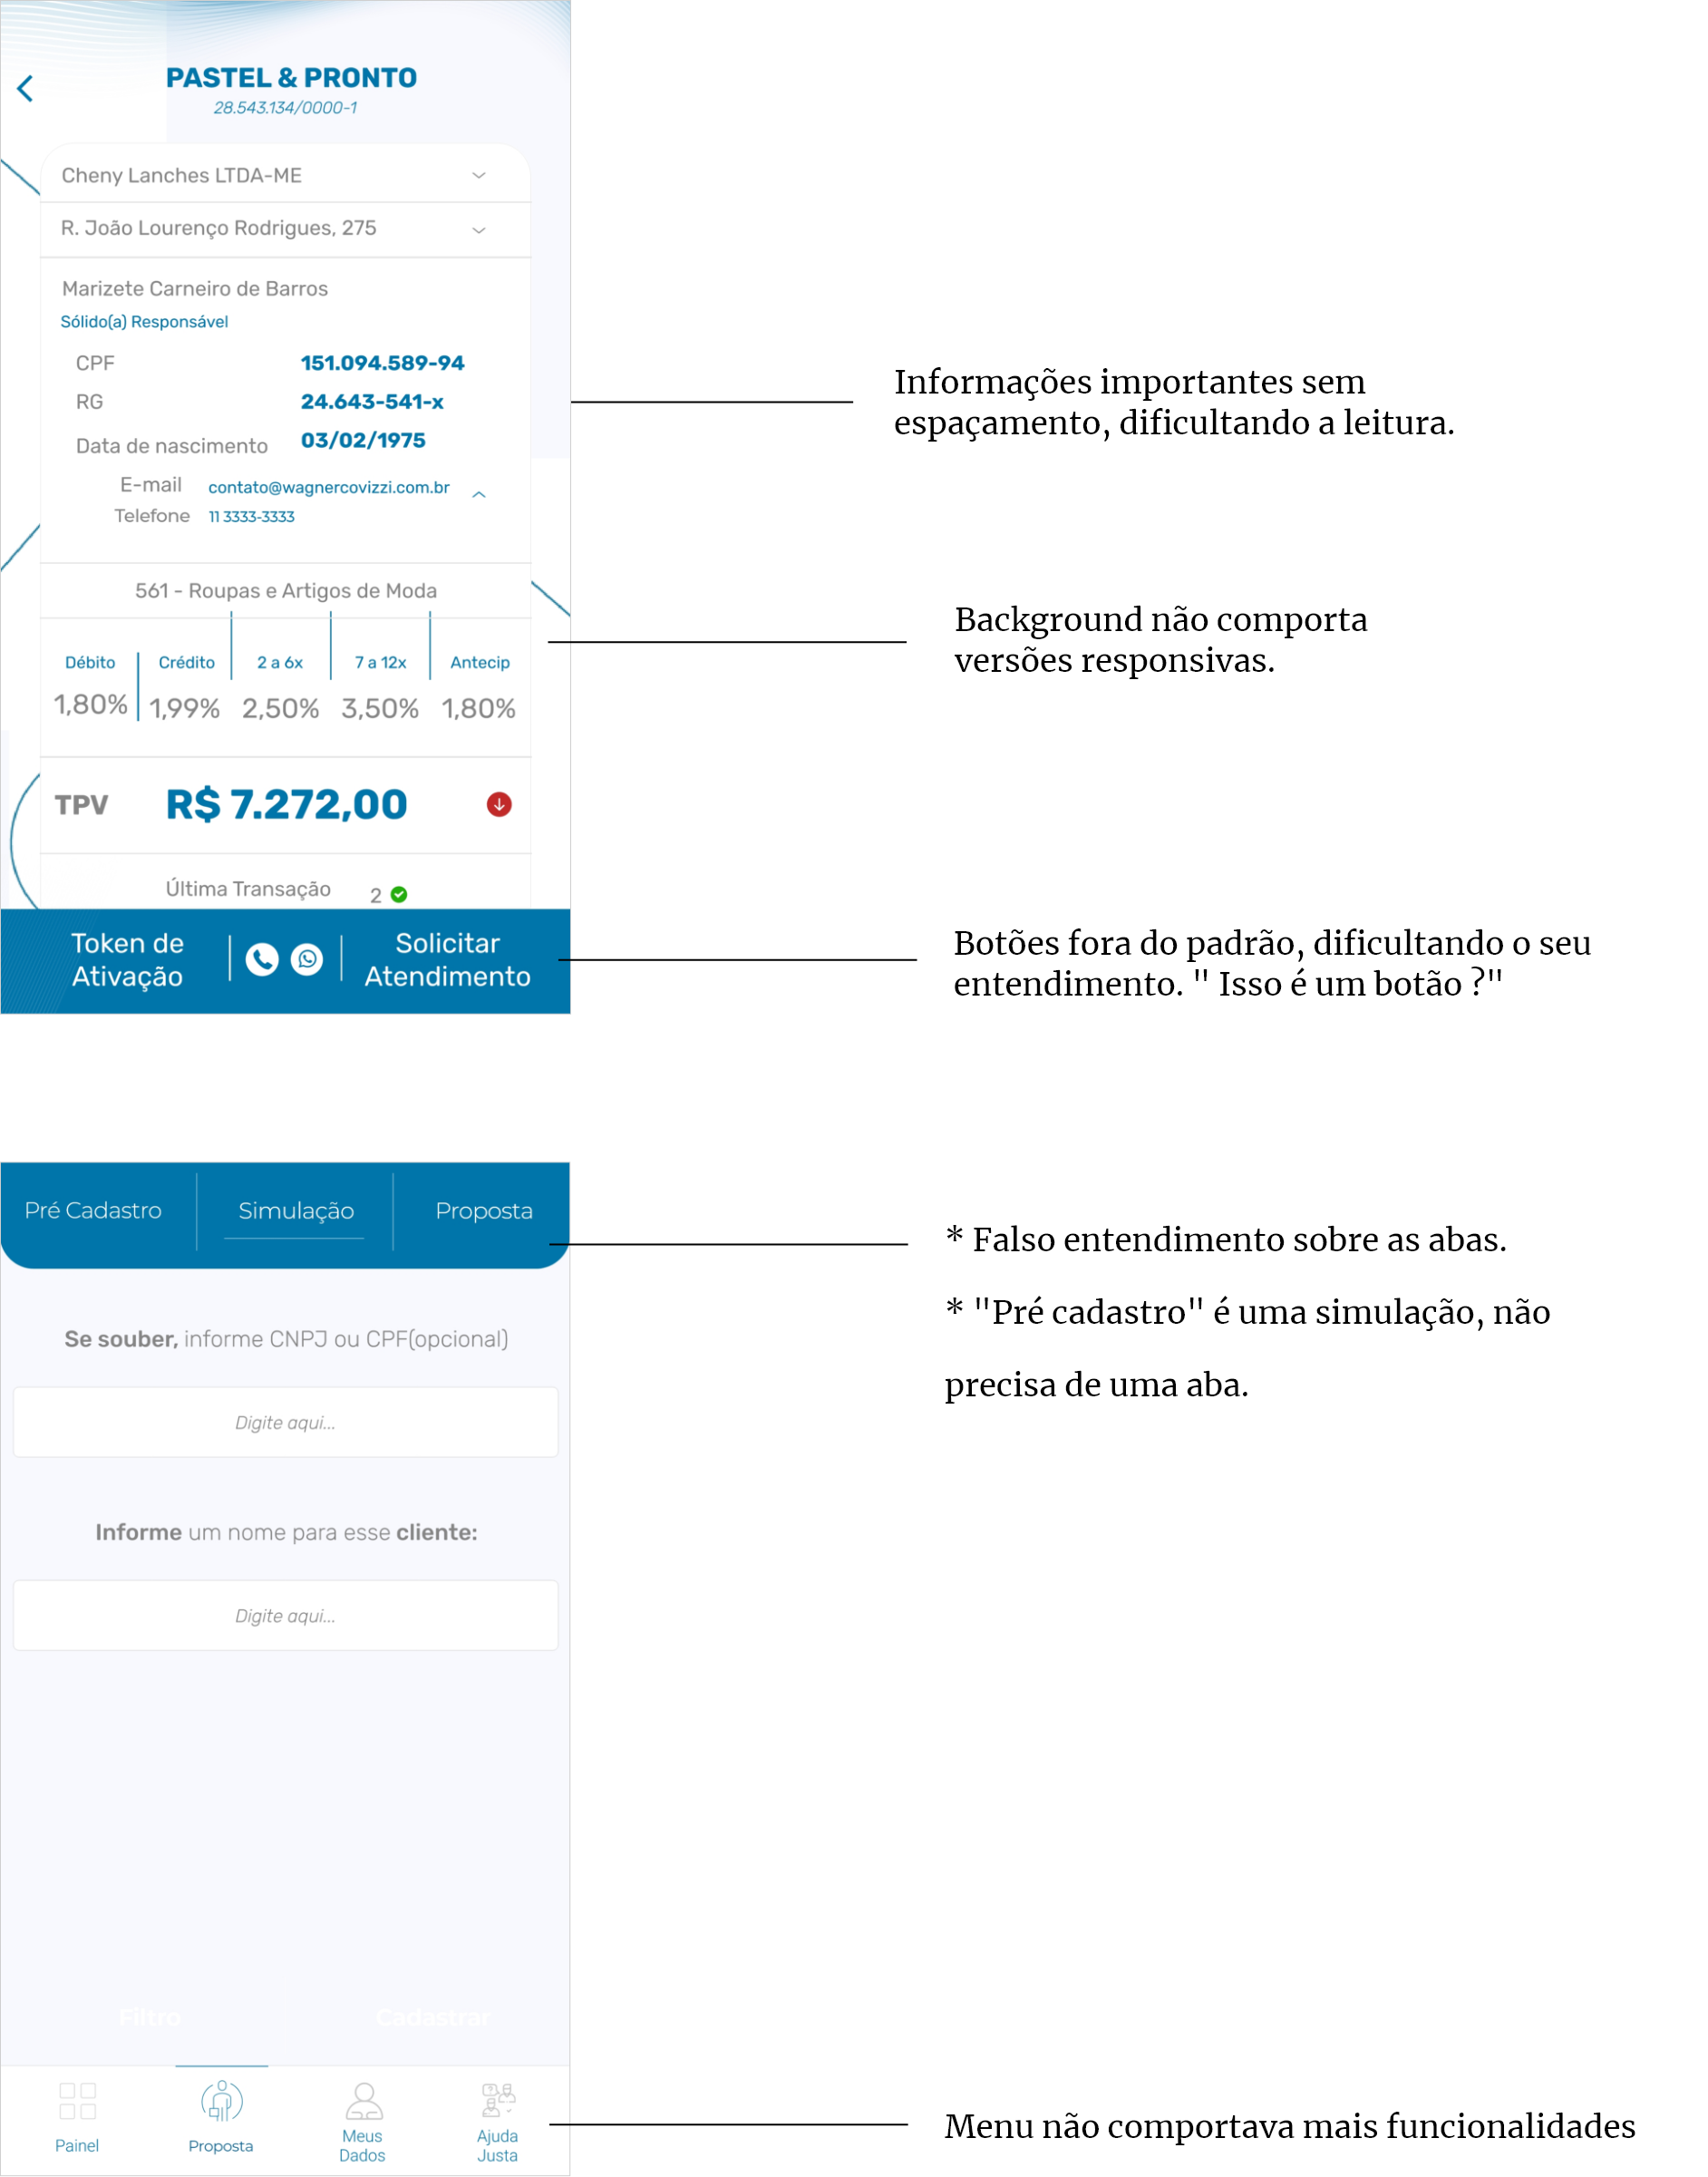 PASTEL & PRONTO
28.543.134/0000-1
Cheny Lanches LTDA-ME
R. João Lourenço Rodrigues, 275
Marizete Carneiro de Barros
Sólido(a) Responsável
CPF 151.094.589-94
RG 24.643-541-x
Data de nascimento 03/02/1975
E-mail contato@wagnercovizzi.com.br
Telefone 11 3333-3333
Informações importantes sem
espaçamento, dificultando a leitura.
561 - Roupas e Artigos de Moda
Débito Crédito 2 a 6x 7 a 12x Antecip
1,80% 1,99% 2,50% 3,50% 1,80%
Background não comporta
versões responsivas.
TPV R$ 7.272,00
Última Transação 2
Token de
Ativação
Solicitar
Atendimento
Botões fora do padrão, dificultando o seu
entendimento. " Isso é um botão ?"
Pré Cadastro Simulação Proposta
* Falso entendimento sobre as abas.
* "Pré cadastro" é uma simulação, não
precisa de uma aba.
Se souber, informe CNPJ ou CPF(opcional)
Digite aqui...
Informe um nome para esse cliente:
Digite aqui...
Filtro Cadastrar
Painel
Proposta
Meus
Dados
Ajuda
Justa
Menu não comportava mais funcionalidades